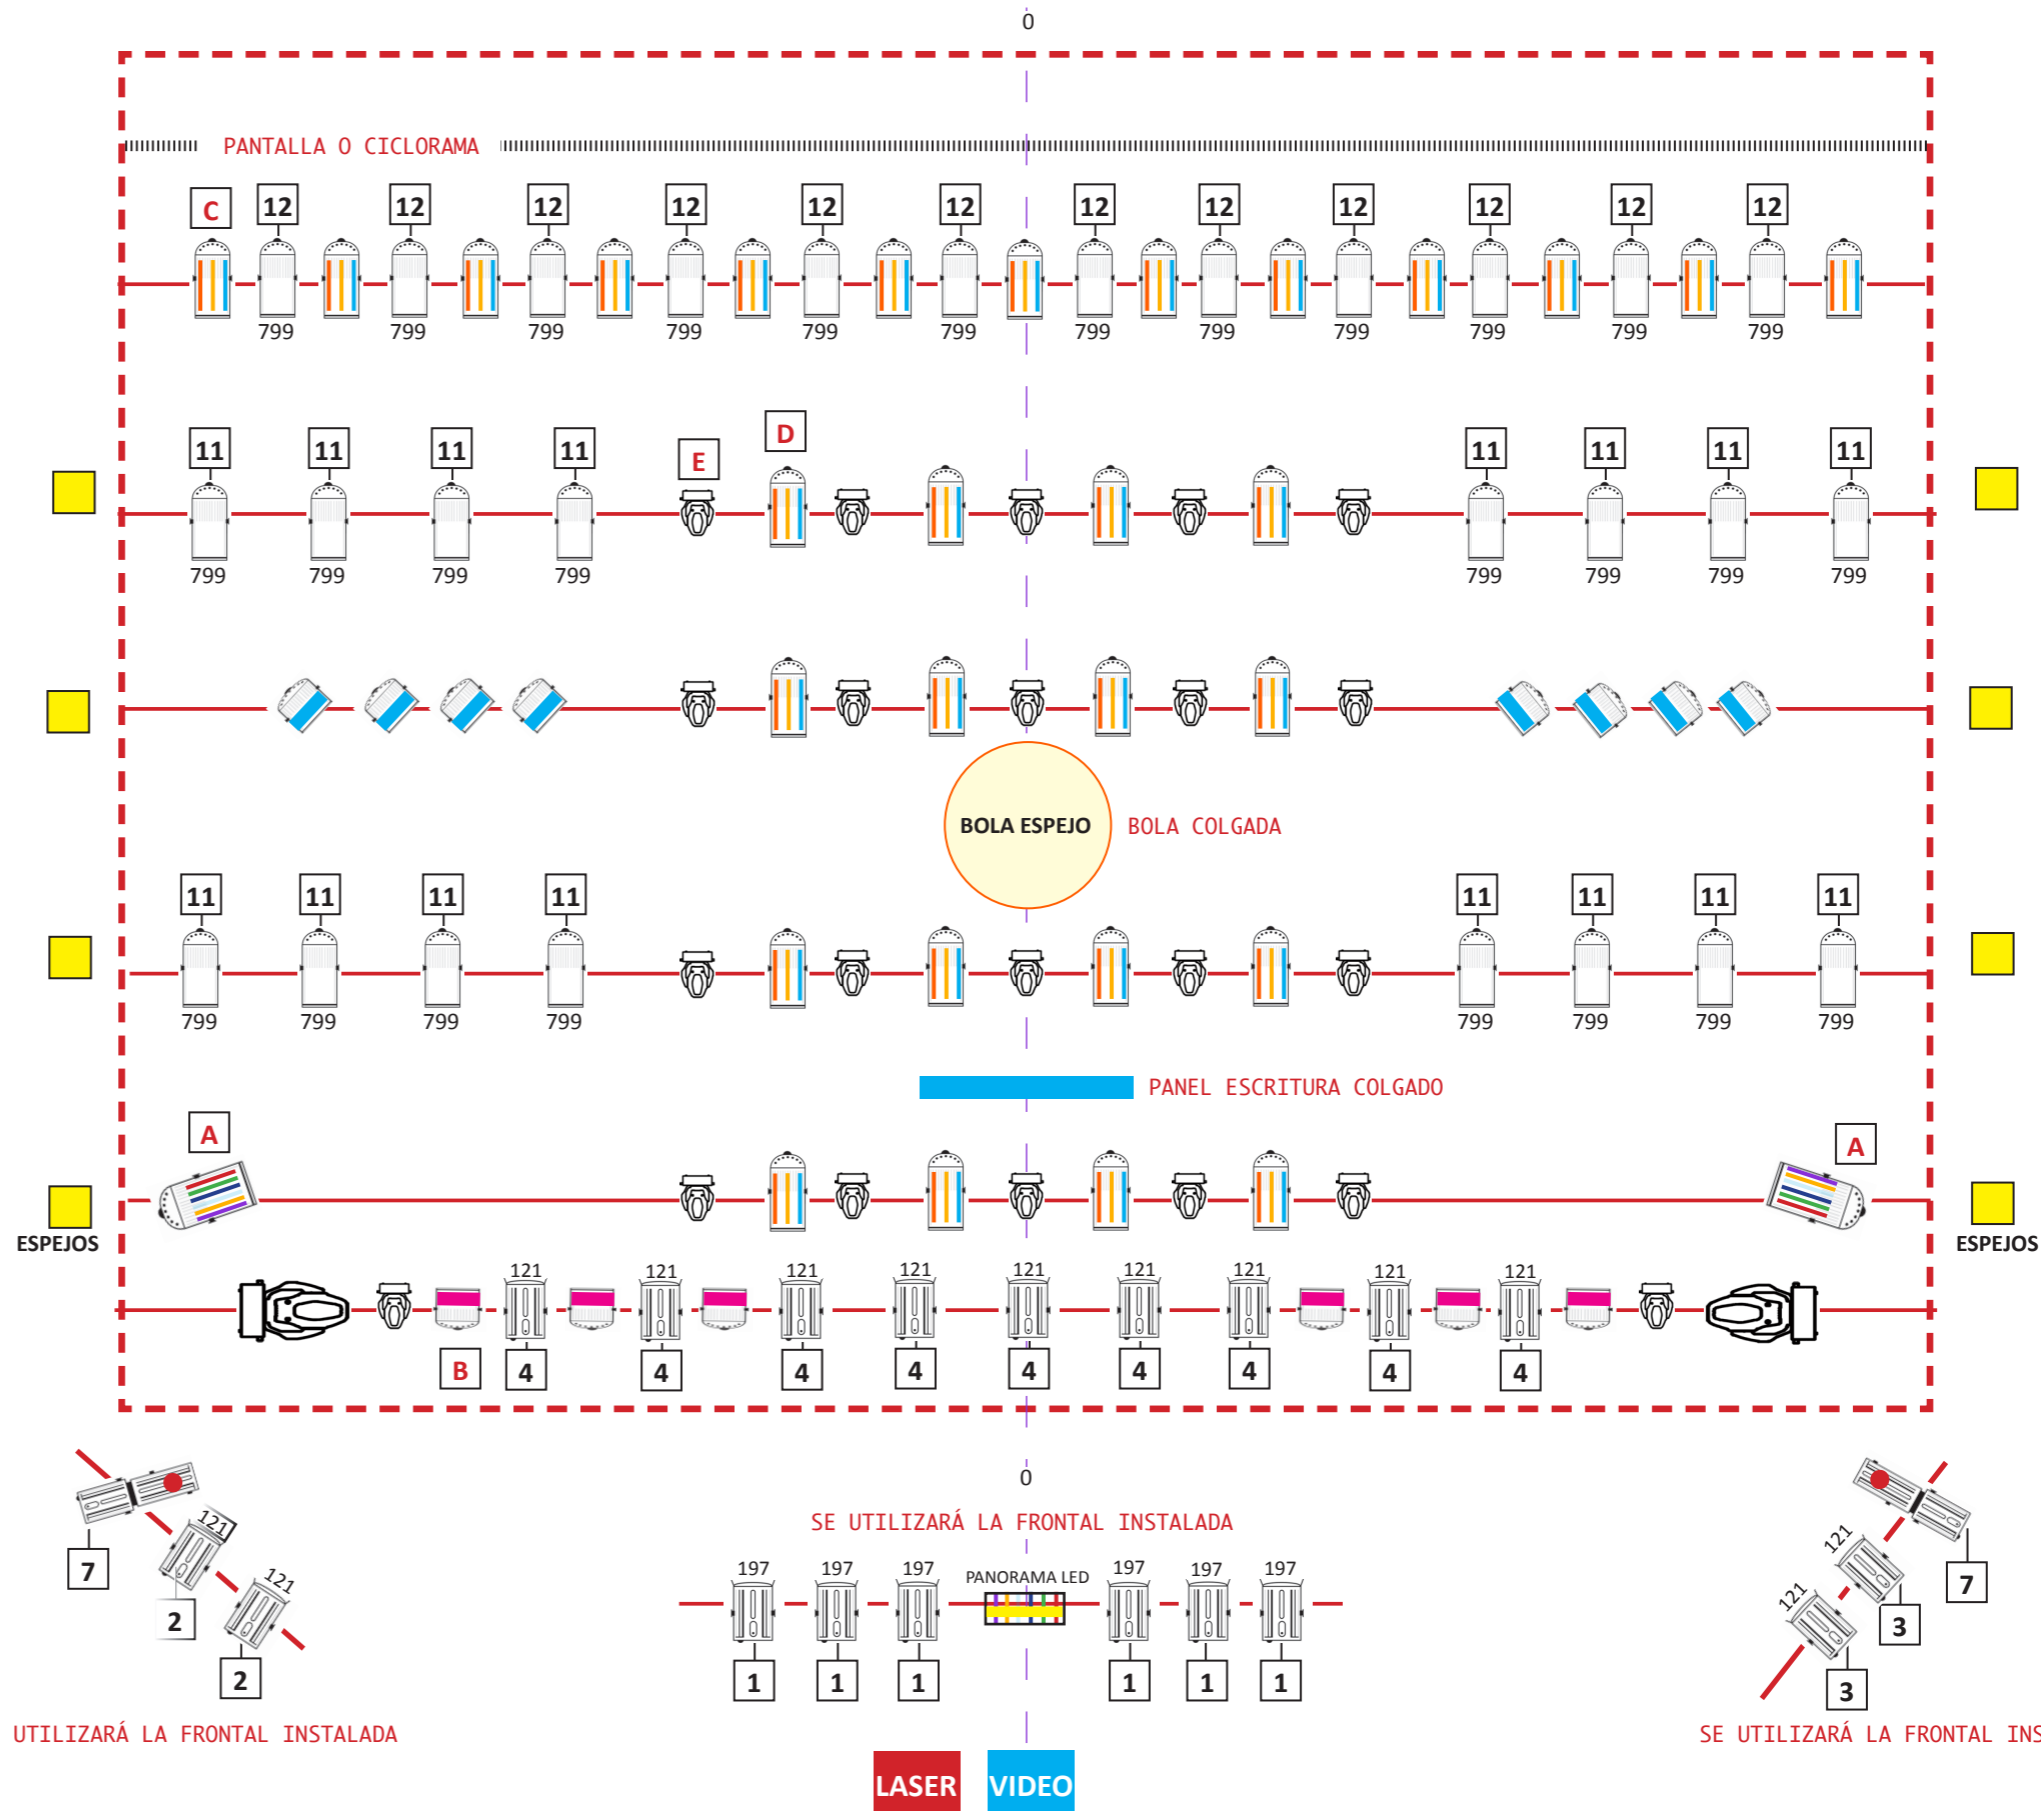 0
PANTALLA O CICLORAMA
C 12 12 12 12 12 12 12 12 12 12 12 12
799 799 799 799 799 799 799 799 799 799 799 799
D
11 11 11 11 E 11 11 11 11
799 799 799 799 799 799 799 799
BOLA ESPEJO BOLA COLGADA
11 11 11 11 11 11 11 11
799 799 799 799 799 799 799 799
PANEL ESCRITURA COLGADO
A A
ESPEJOS ESPEJOS
121 121 121 121 121 121 121 121 121
B 4 4 4 4 4 4 4 4 4
0
SE UTILIZARÁ LA FRONTAL INSTALADA
121 121
121 121
197 197 197 PANORAMA LED 197 197 197
7 7
2 3
2 1 1 1 1 1 1 3
UTILIZARÁ LA FRONTAL INSTALADA SE UTILIZARÁ LA FRONTAL INS
LASER VIDEO